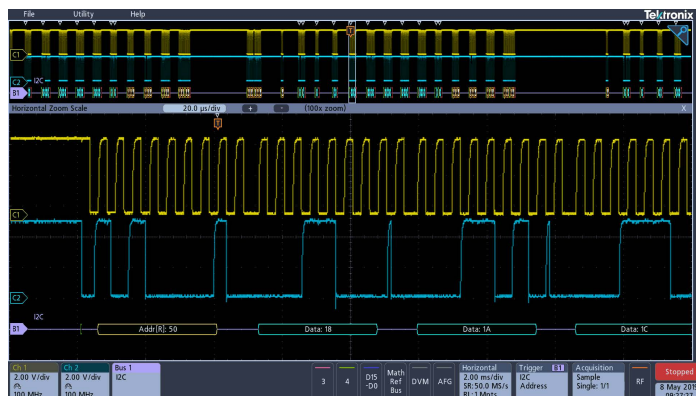 File Utility Help Tektronix
C1
C2 I2C
B1
Horizontal Zoom Scale 20.0 µs/div + - (100x zoom) X
C1
C2
I2C
B1 Addr[R]: 50 Data: 18 Data: 1A Data: 1C
Ch 1 Ch 2 Bus 1 3 4 D15 -D0 Math Ref Bus DVM AFG Horizontal Trigger B1 Acquisition RF Stopped
2.00 V/div 2.00 V/div I2C 2.00 ms/div I2C Sample
SR: 50.0 MS/s Address Single: 1/1 8 May 201
100 MHz 100 MHz RL: 1 Mpts